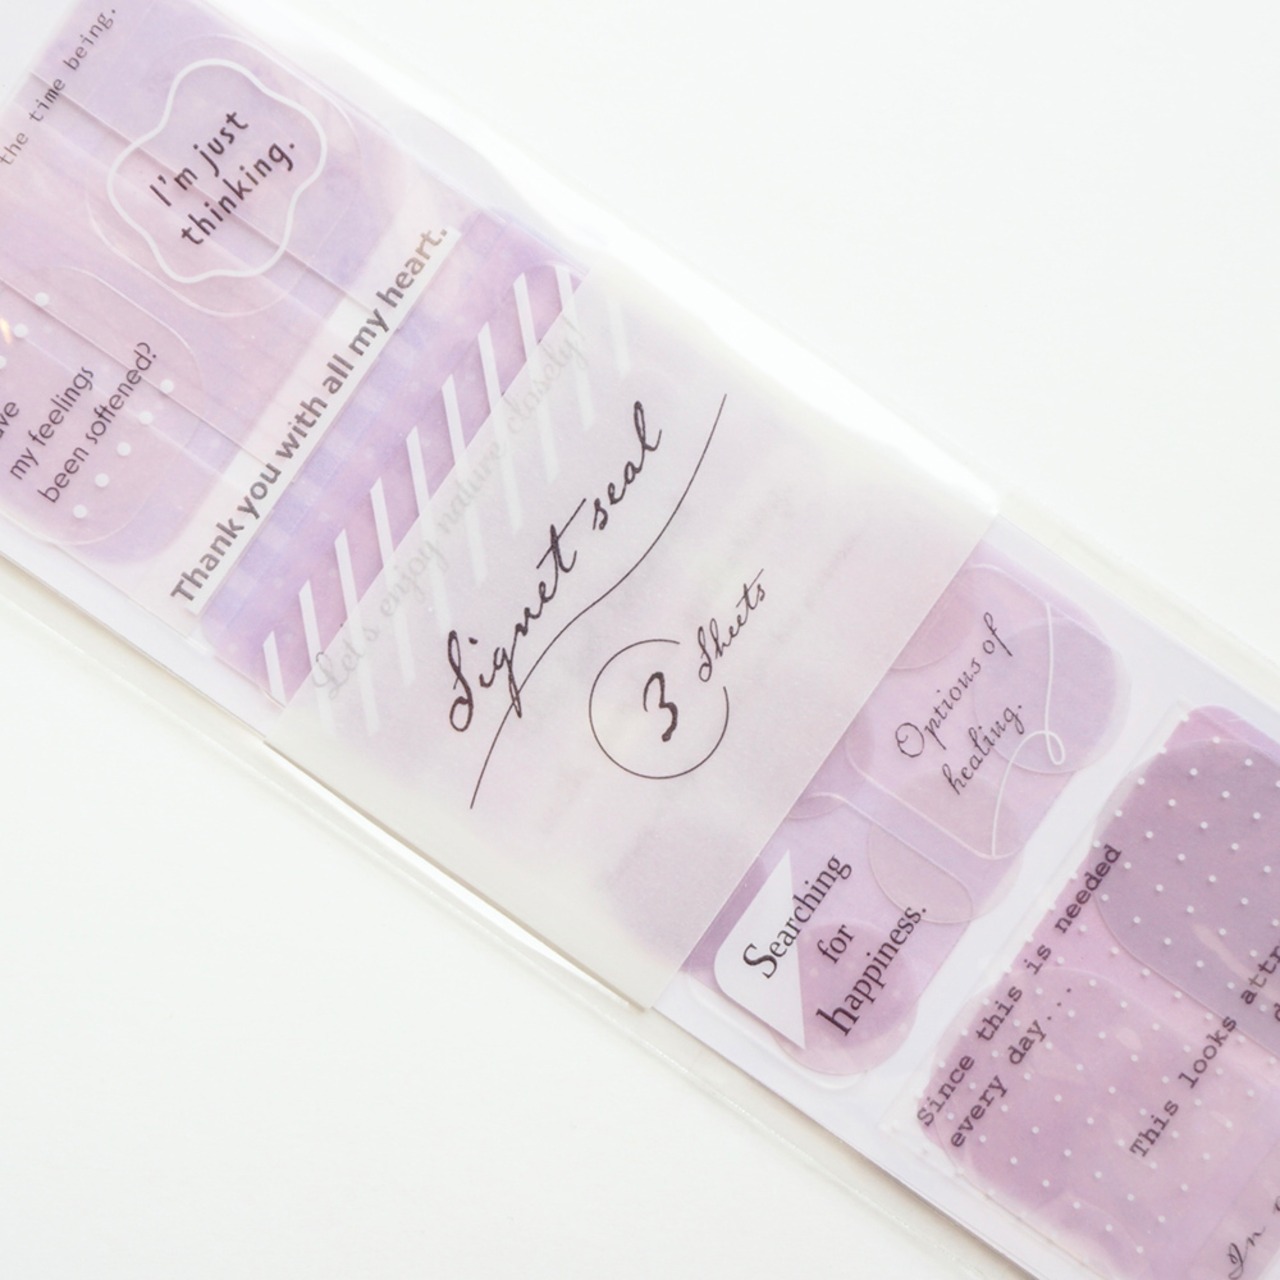 the time being.
I'm just
thinking.
my feelings
been softened?
Thank you with all my heart.
Let's enjoy nature closely!
Signet seal
3 Sheets
Options of
healing.
Searching
for
happiness.
Since this is needed
every day...
This looks
In